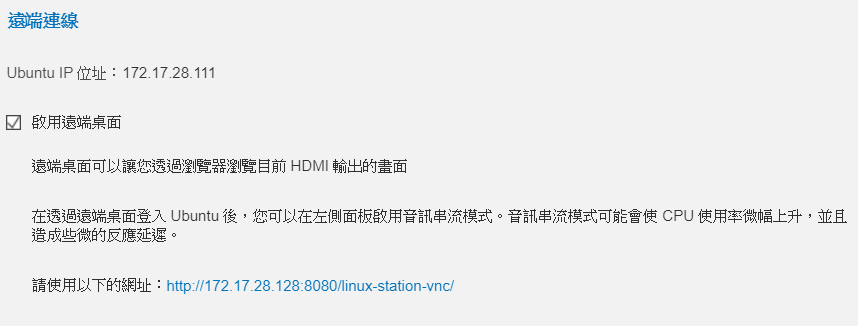 遠端連線
Ubuntu IP 位址：172.17.28.111
啟用遠端桌面
遠端桌面可以讓您透過瀏覽器瀏覽目前 HDMI 輸出的畫面
在透過遠端桌面登入 Ubuntu 後，您可以在左側面板啟用音訊串流模式。音訊串流模式可能會使 CPU 使用率微幅上升，並且
造成些微的反應延遲。
請使用以下的網址：http://172.17.28.128:8080/linux-station-vnc/